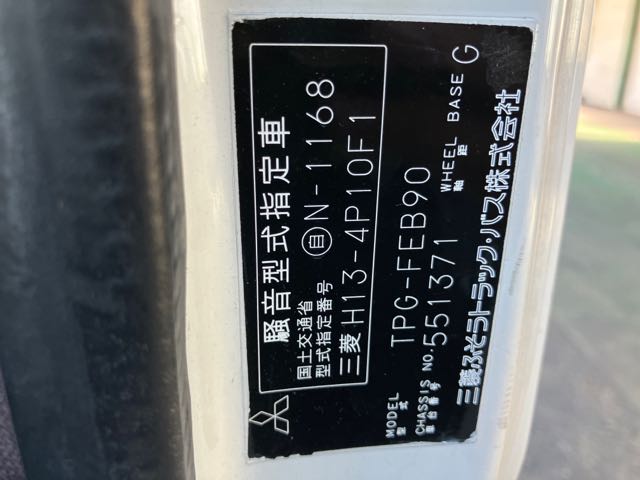 騒音型式指定車
国土交通省
型式指定番号 自 N-1168
三菱 H13-4P10F1
MODEL TPG-FEB90
型式
CHASSIS NO. 551371 WHEEL BASE G
車台番号 軸距
三菱ふそうトラック・バス株式会社